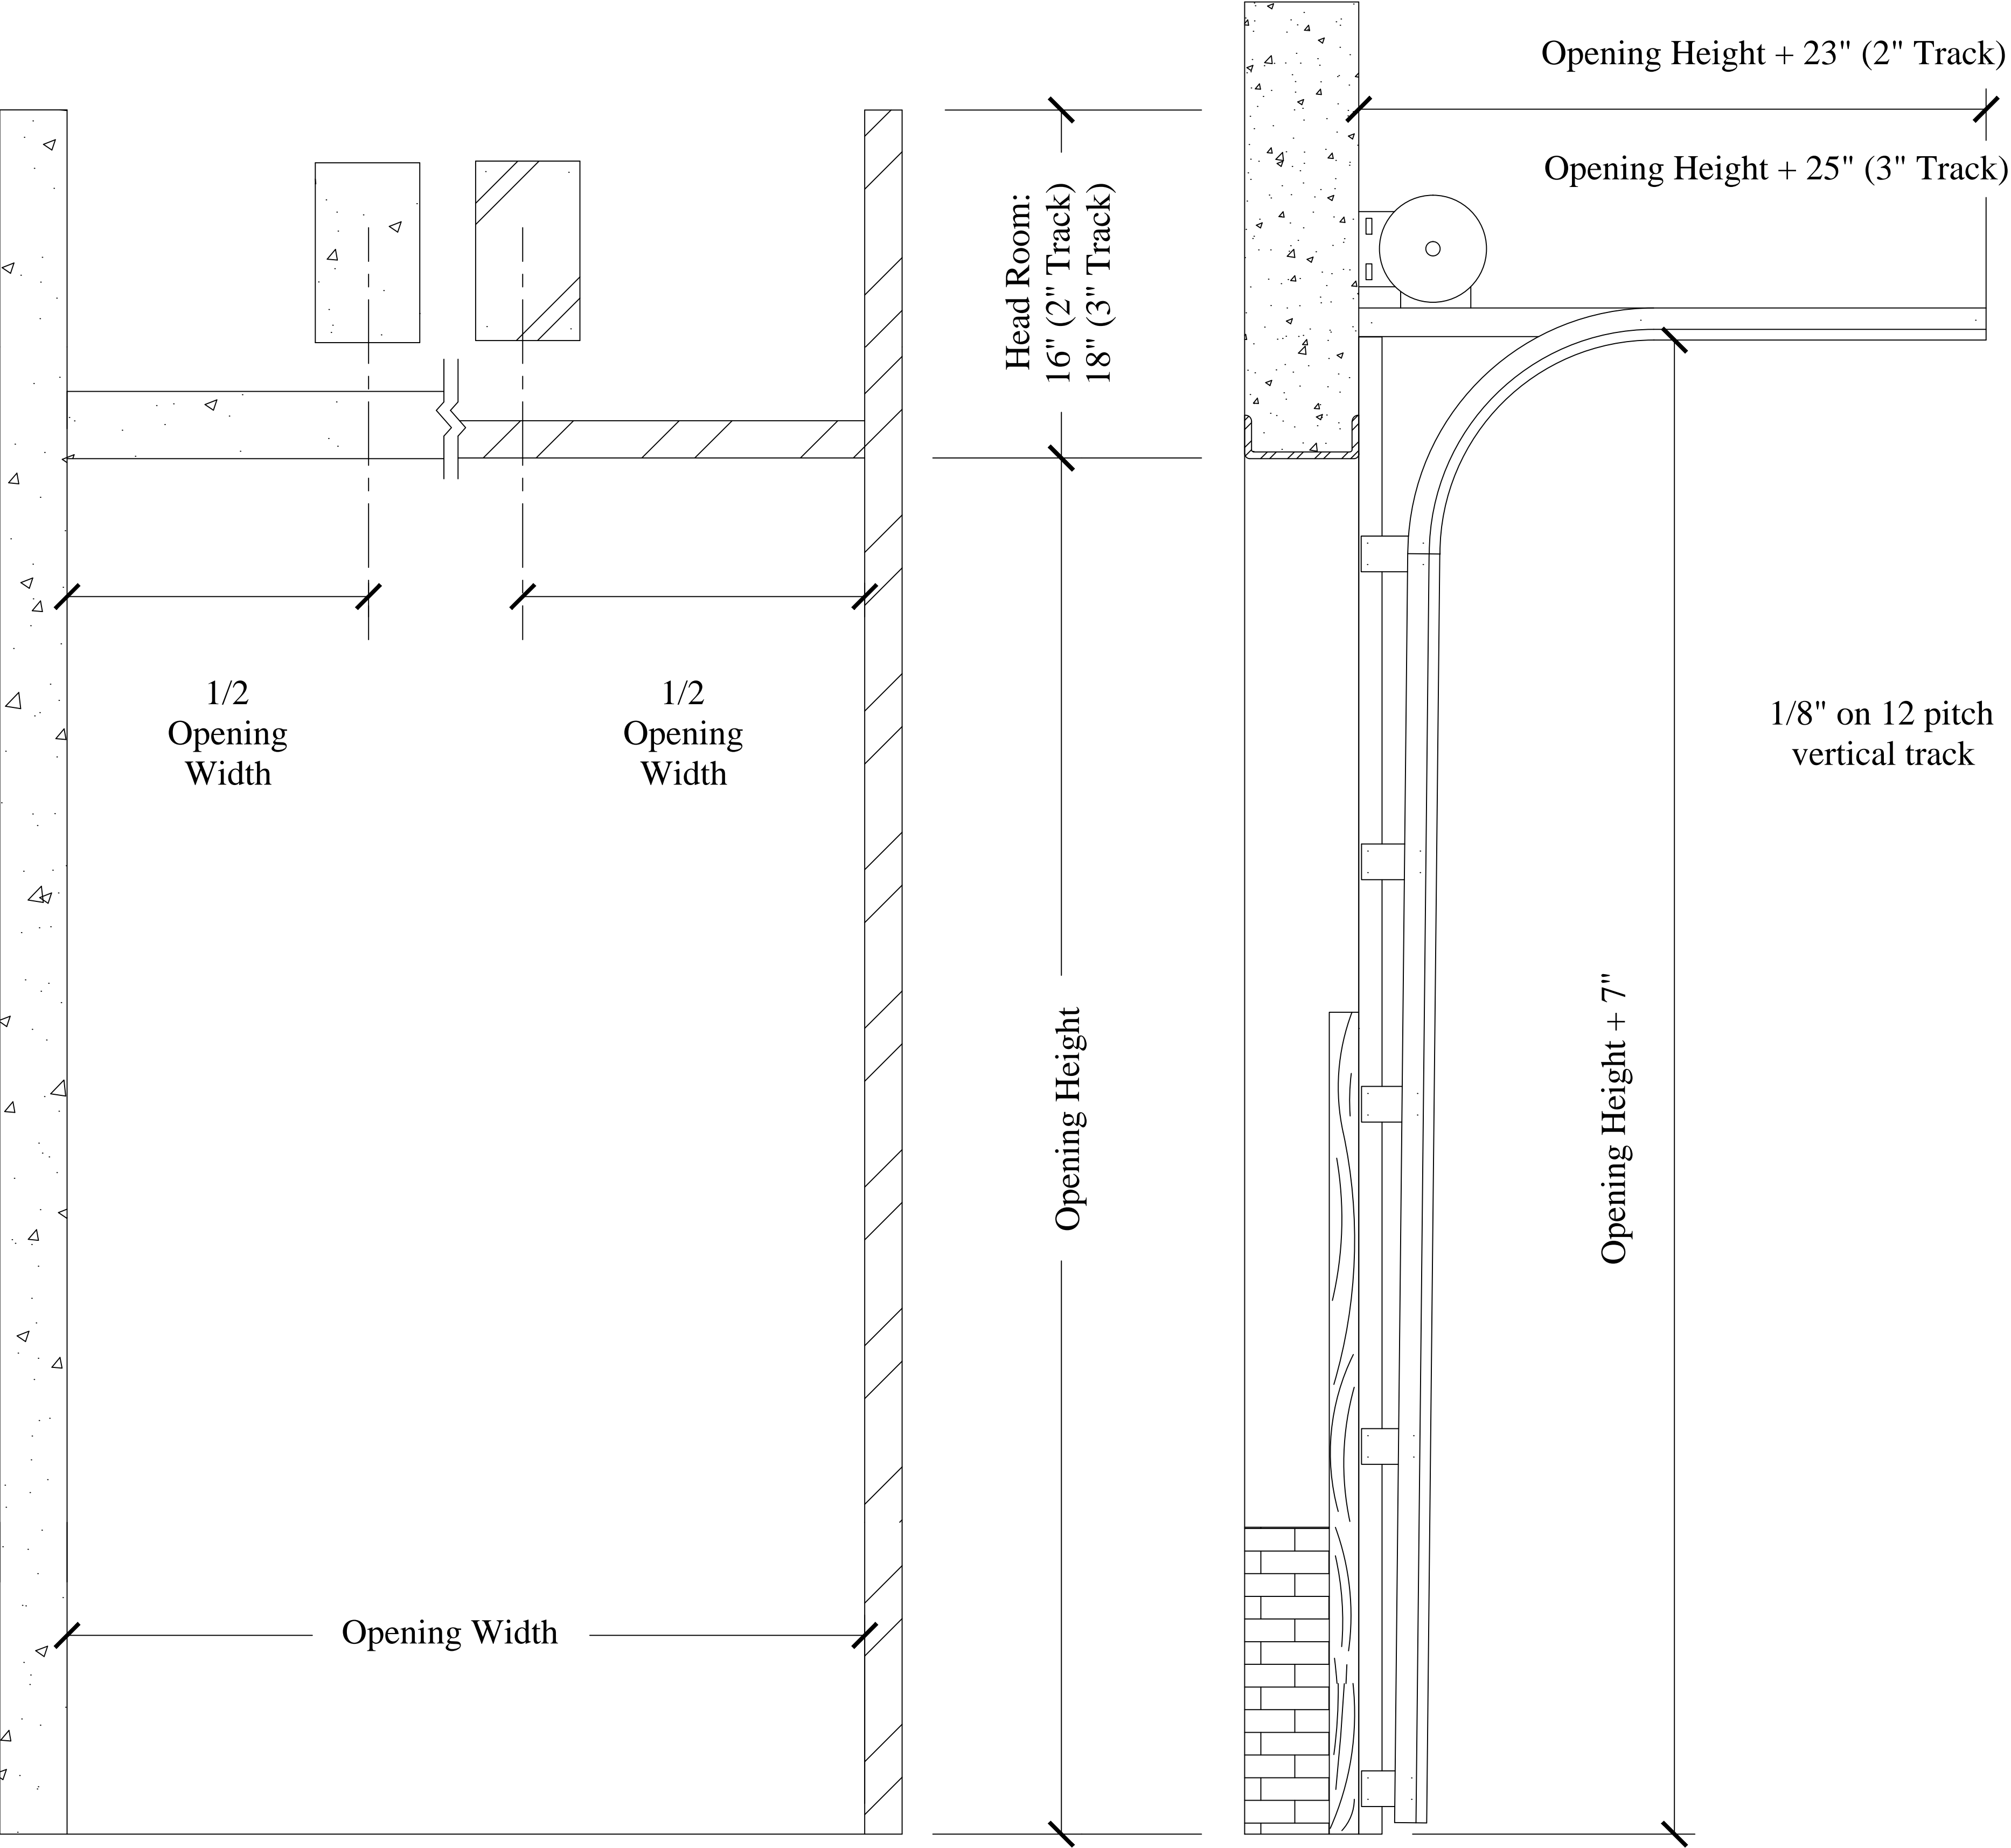 Opening Height + 23" (2" Track)
Opening Height + 25" (3" Track)
Head Room:
16" (2" Track)
18" (3" Track)
1/2
Opening
Width
1/2
Opening
Width
1/8" on 12 pitch
vertical track
Opening Height
Opening Height + 7"
Opening Width